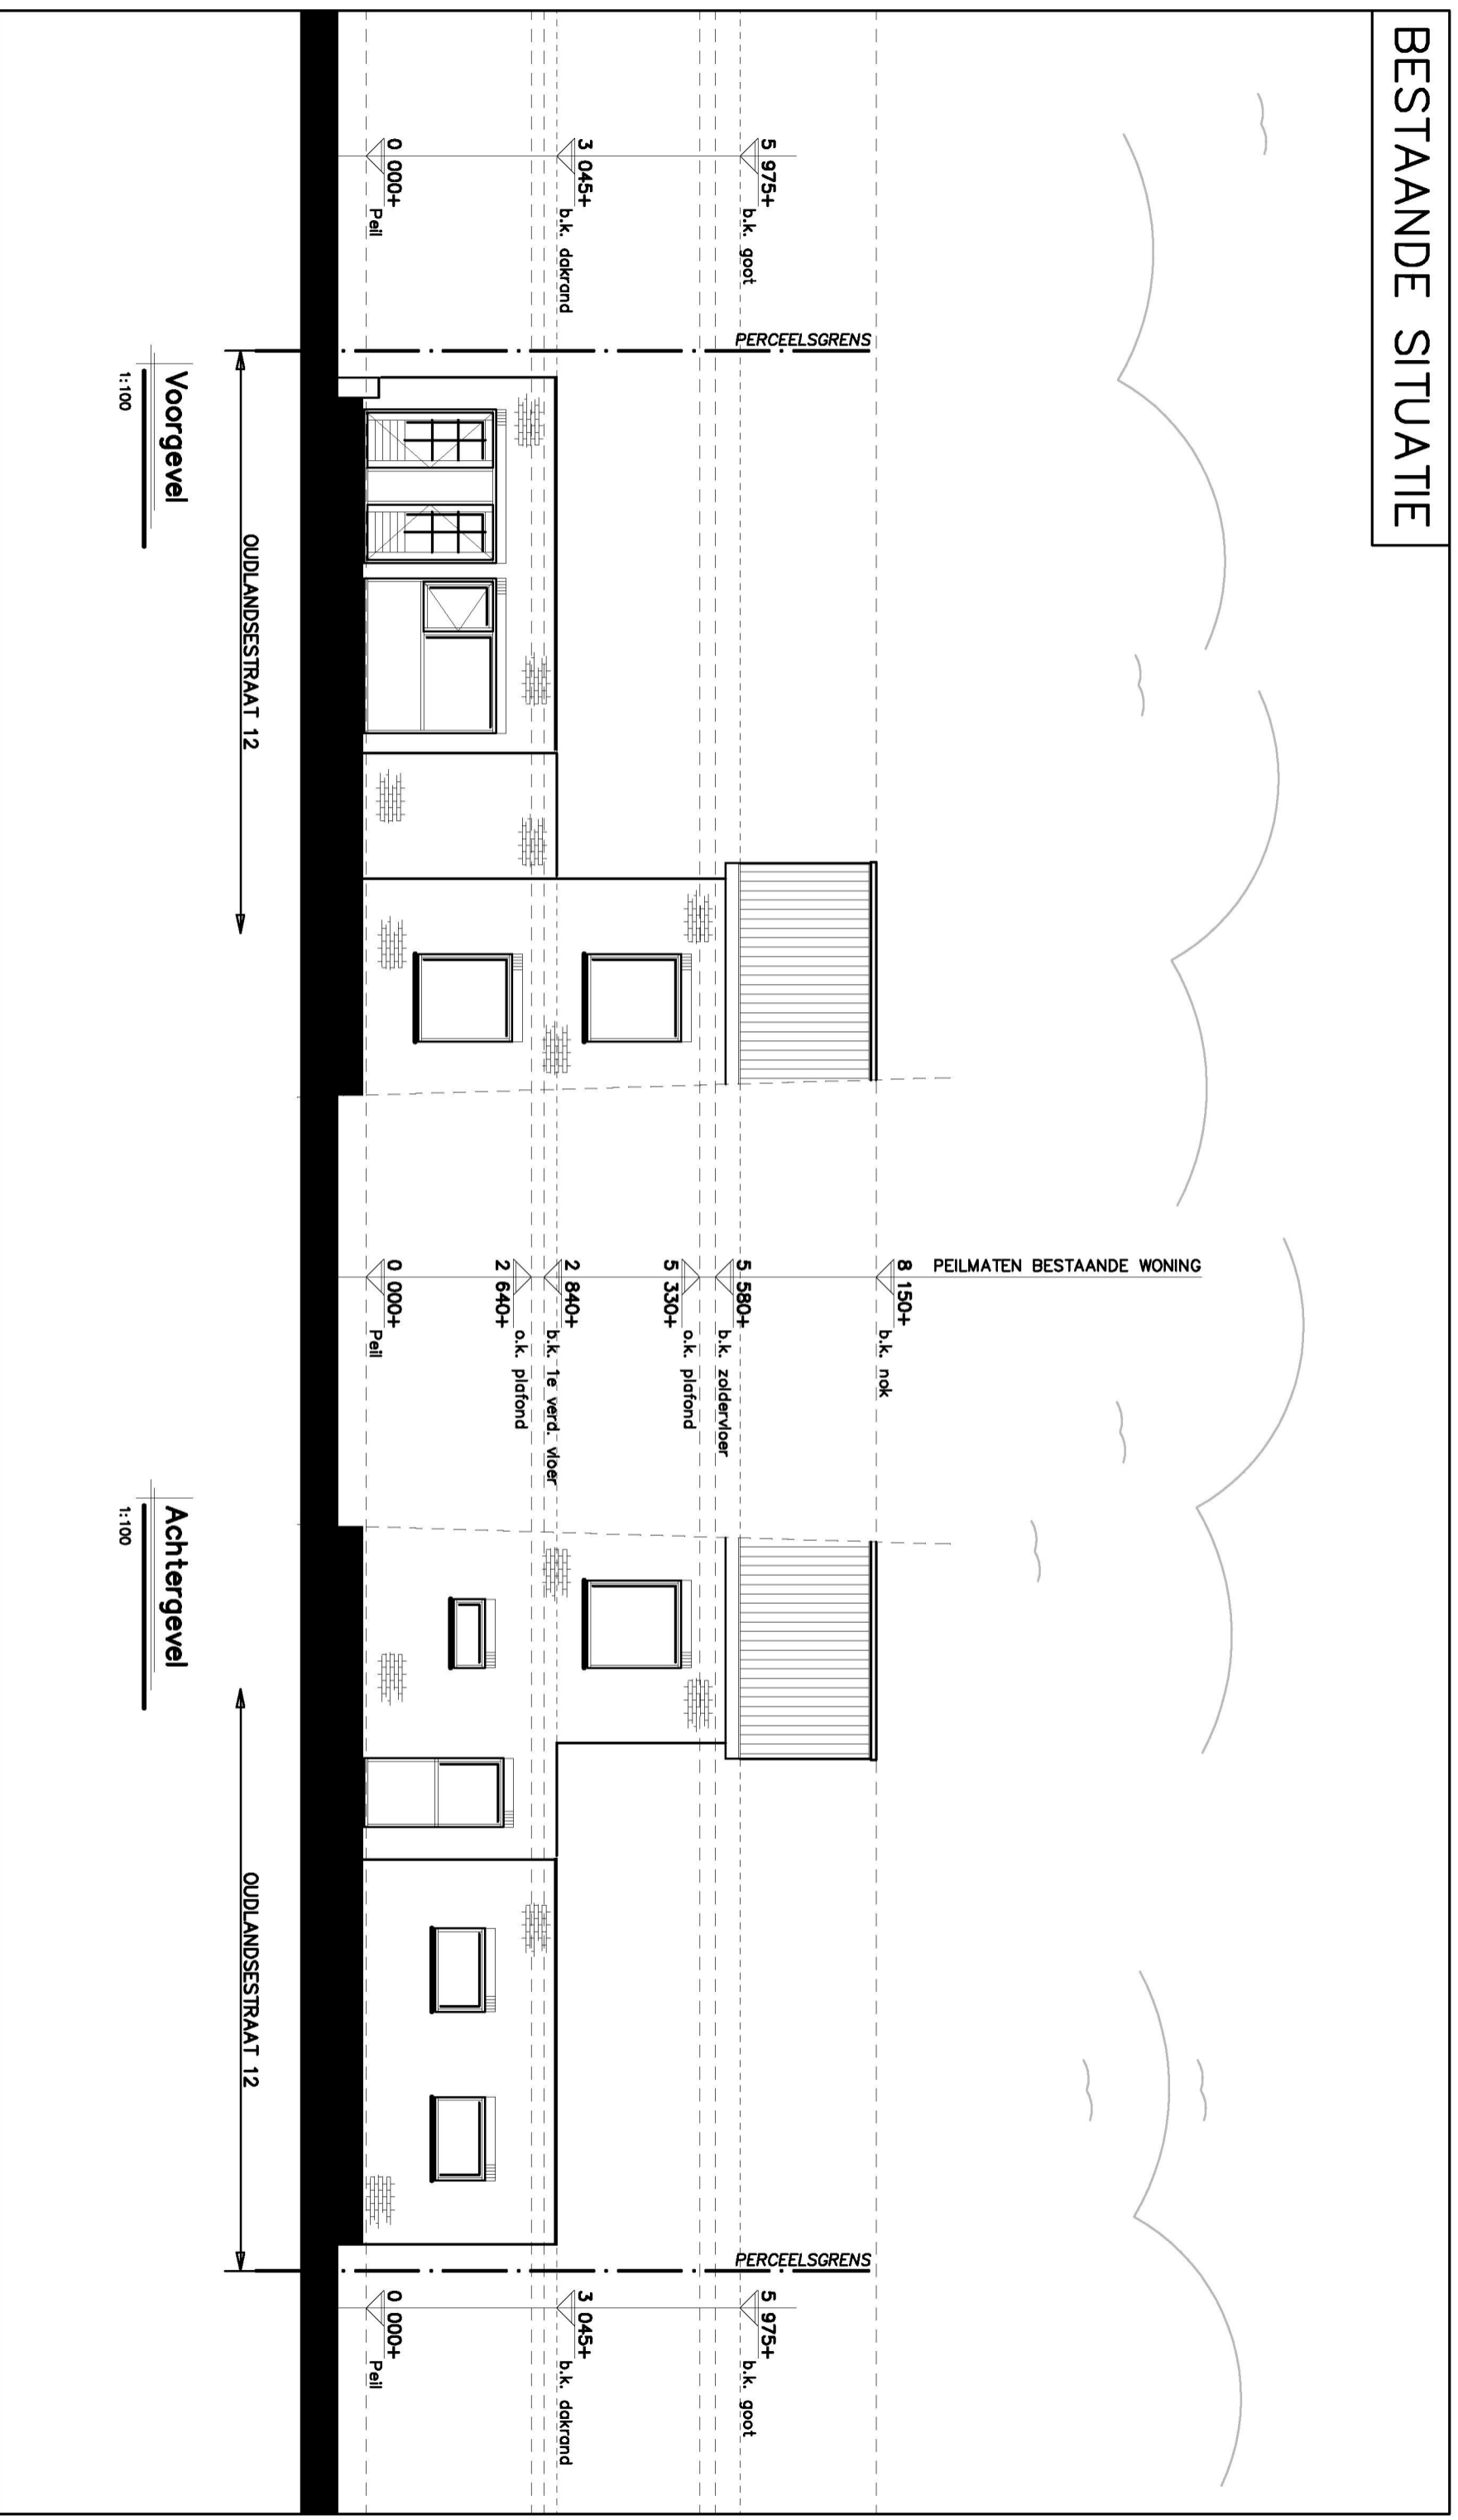 BESTAANDE SITUATIE
PEILMATEN BESTAANDE WONING
8 150+
b.k. nok
PERCEELSGRENS
PERCEELSGRENS
5 975+
b.k. goot
5 580+
b.k. zoldervloer
5 975+
b.k. goot
5 330+
o.k. plafond
3 045+
b.k. dakrand
2 840+
b.k. 1e verd. vloer
3 045+
b.k. dakrand
2 640+
o.k. plafond
0 000+
Peil
0 000+
Peil
0 000+
Peil
OUDLANDSESTRAAT 12
OUDLANDSESTRAAT 12
Voorgevel
1:100
Achtergevel
1:100